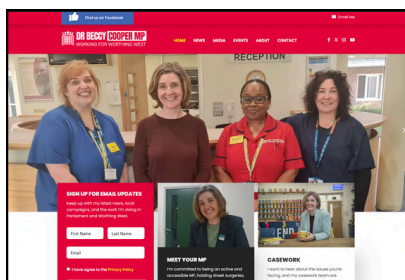 Find us on Facebook
Email Me
DR BECCY COOPER MP
WORKING FOR WORTHING WEST
HOME NEWS MEDIA EVENTS ABOUT CONTACT
RECEPTION
SIGN UP FOR EMAIL UPDATES
Keep up with my latest news, local
campaigns, and the work I'm doing in
Parliament and Worthing West.
First Name
Last Name
Email
I have agree to the Privacy Policy
MEET YOUR MP
I'm committed to being an active and
accessible MP, holding street surgeries,
CASEWORK
I want to hear about the issues you're
facing, and my casework team are